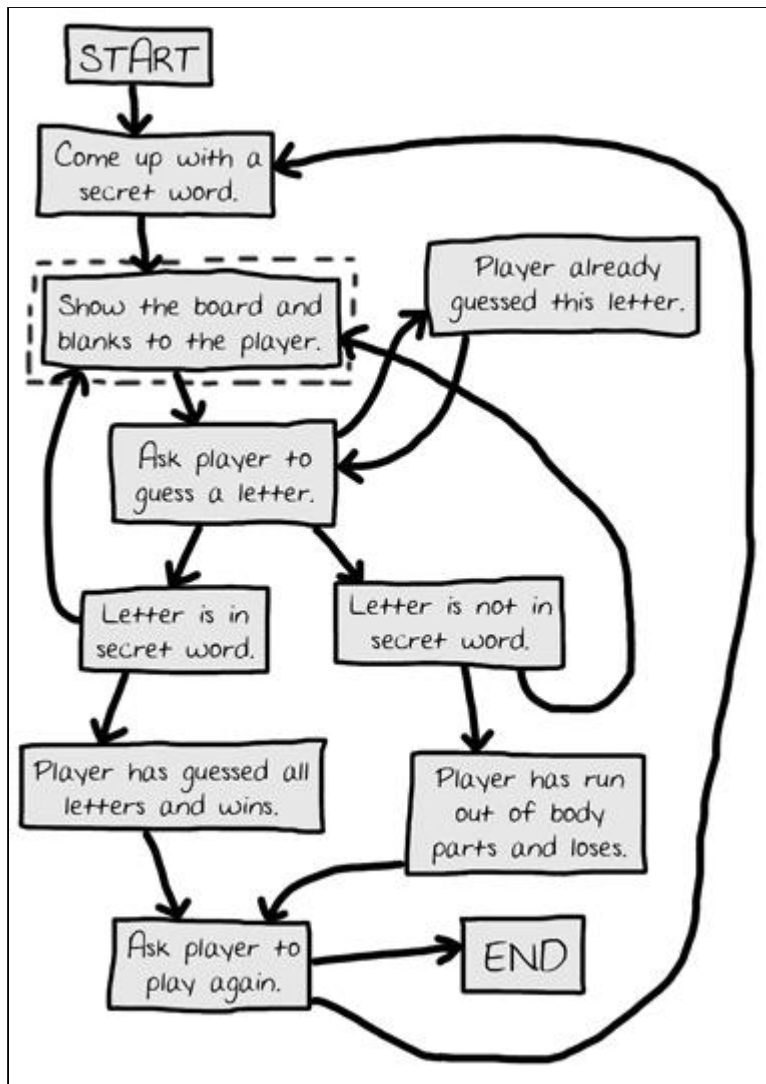 START
Come up with a
secret word.
Show the board and
blanks to the player.
Player already
guessed this letter.
Ask player to
guess a letter.
Letter is in
secret word.
Letter is not in
secret word.
Player has guessed all
letters and wins.
Player has run
out of body
parts and loses.
Ask player to
play again.
END